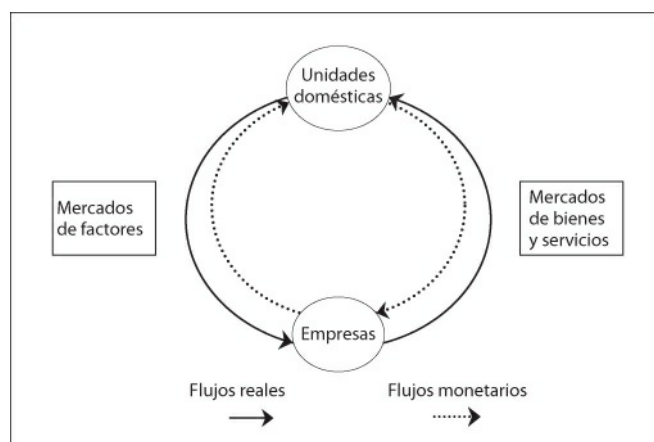 Unidades
domésticas
Mercados
de factores
Mercados
de bienes
y servicios
Empresas
Flujos reales
Flujos monetarios